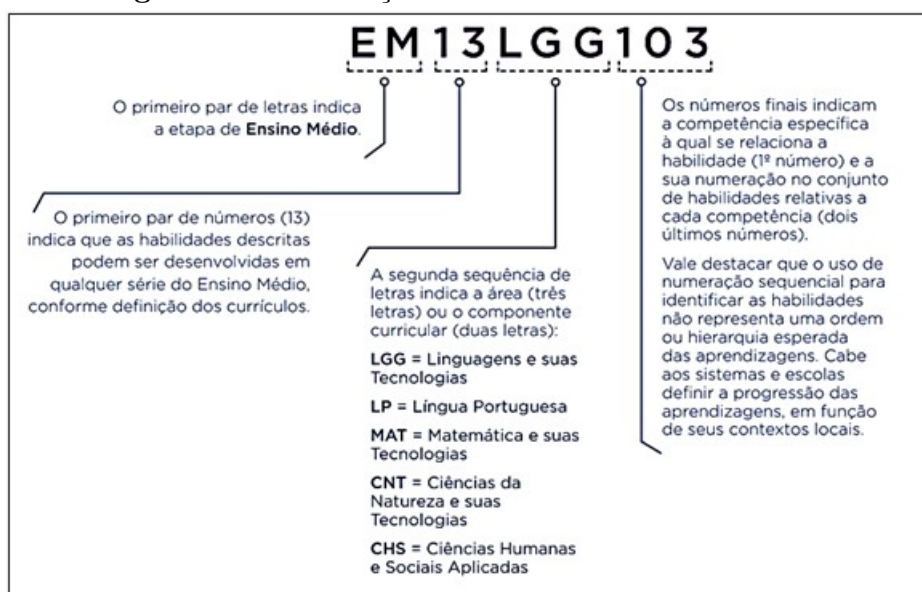 EM13LGG103
O primeiro par de letras indica
a etapa de Ensino Médio.
O primeiro par de números (13)
indica que as habilidades descritas
podem ser desenvolvidas em
qualquer série do Ensino Médio,
conforme definição dos currículos.
A segunda sequência de
letras indica a área (três
letras) ou o componente
curricular (duas letras):
LGG = Linguagens e suas
Tecnologias
LP = Língua Portuguesa
MAT = Matemática e suas
Tecnologias
CNT = Ciências da
Natureza e suas
Tecnologias
CHS = Ciências Humanas
e Sociais Aplicadas
Os números finais indicam
a competência específica
à qual se relaciona a
habilidade (1º número) e a
sua numeração no conjunto
de habilidades relativas a
cada competência (dois
últimos números).
Vale destacar que o uso de
numeração sequencial para
identificar as habilidades
não representa uma ordem
ou hierarquia esperada
das aprendizagens. Cabe
aos sistemas e escolas
definir a progressão das
aprendizagens, em função
de seus contextos locais.